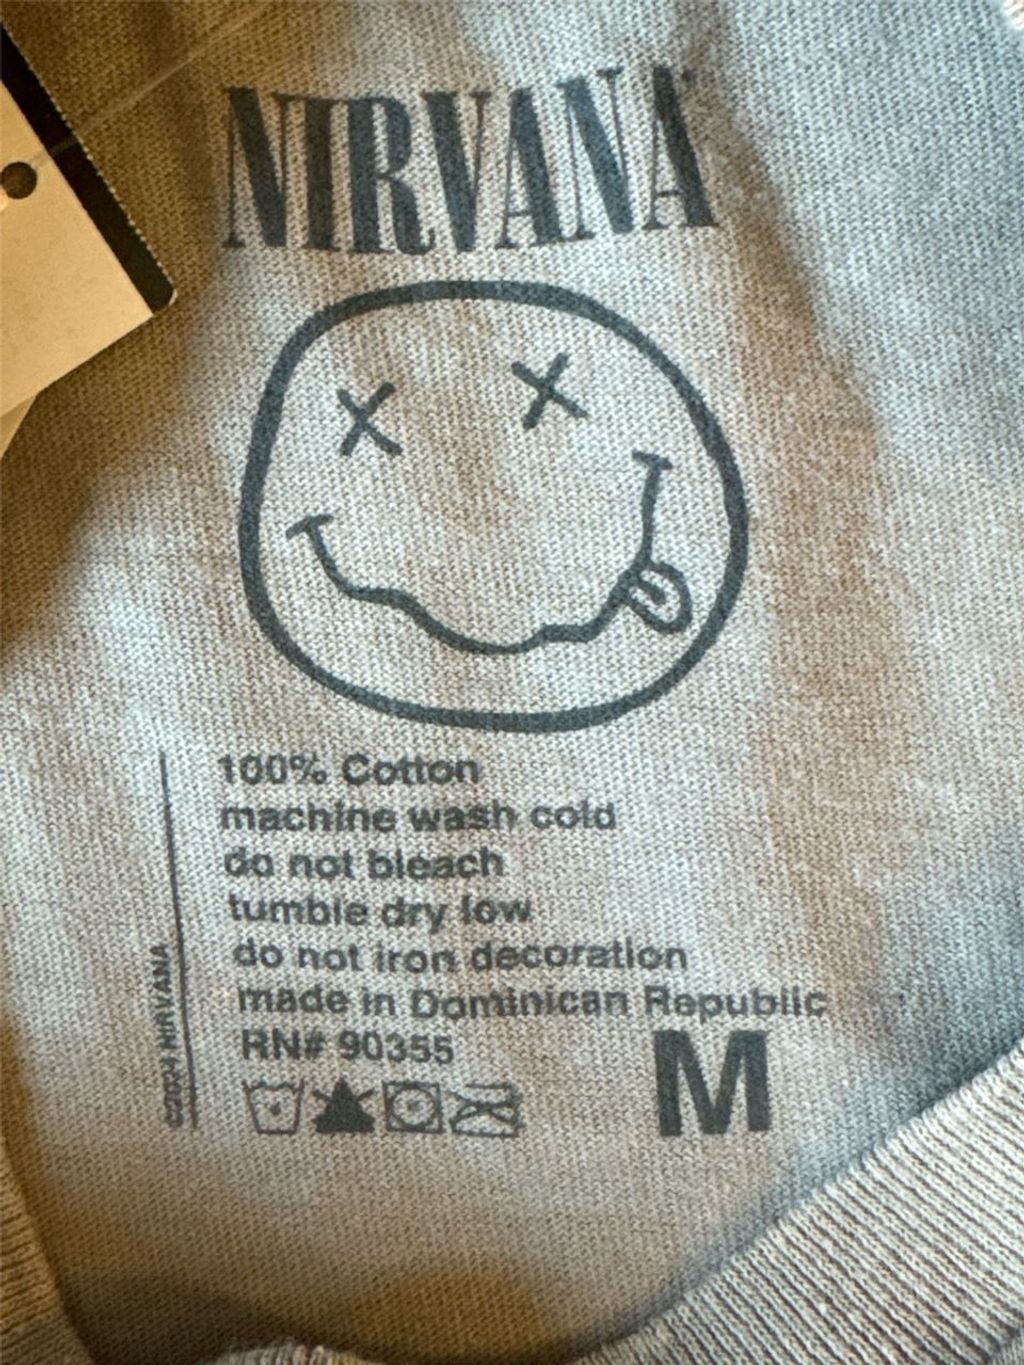 NIRVANA
100% Cotton
machine wash cold
do not bleach
tumble dry low
do not iron decoration
made in Dominican Republic
RN# 90355
M
©2024 NIRVANA